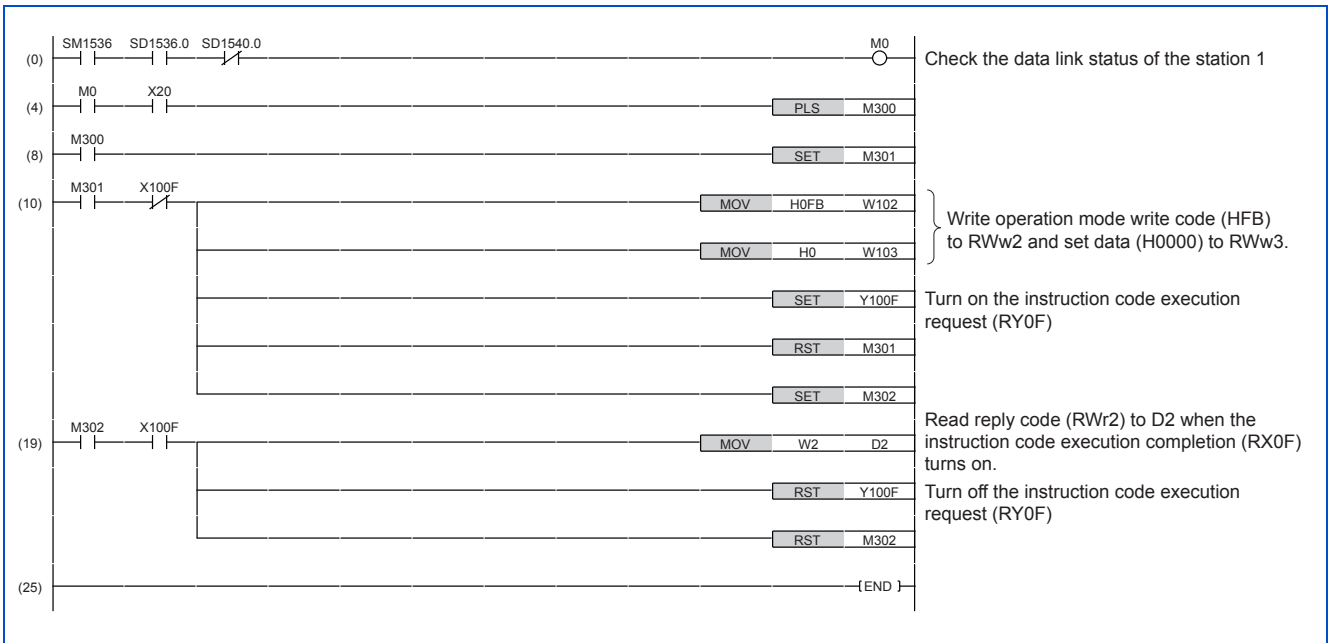 SM1536 SD1536.0 SD1540.0 M0
(0) Check the data link status of the station 1
M0 X20
(4) PLS M300
M300
(8) SET M301
M301 X100F
(10) MOV H0FB W102
Write operation mode write code (HFB)
to RWw2 and set data (H0000) to RWw3.
MOV H0 W103
SET Y100F Turn on the instruction code execution
request (RY0F)
RST M301
SET M302
Read reply code (RWr2) to D2 when the
M302 X100F
(19) MOV W2 D2 instruction code execution completion (RX0F)
turns on.
RST Y100F Turn off the instruction code execution
request (RY0F)
RST M302
(25) END